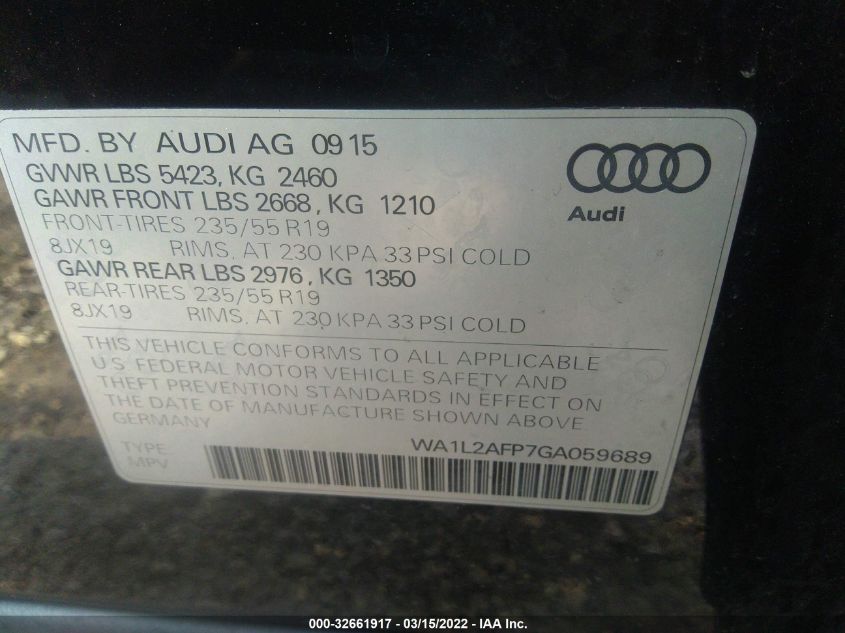 MFD. BY AUDI AG 09 15
GVWR LBS 5423, KG 2460
GAWR FRONT LBS 2668, KG 1210
FRONT-TIRES 235/55 R19
8JX19 RIMS, AT 230 KPA 33 PSI COLD
GAWR REAR LBS 2976, KG 1350
REAR-TIRES 235/55 R19
8JX19 RIMS, AT 230 KPA 33 PSI COLD
Audi
THIS VEHICLE CONFORMS TO ALL APPLICABLE
U.S. FEDERAL MOTOR VEHICLE SAFETY AND
THEFT PREVENTION STANDARDS IN EFFECT ON
THE DATE OF MANUFACTURE SHOWN ABOVE
GERMANY
TYPE: WA1L2AFP7GA059689
MPV
000-32661917 - 03/15/2022 - IAA Inc.